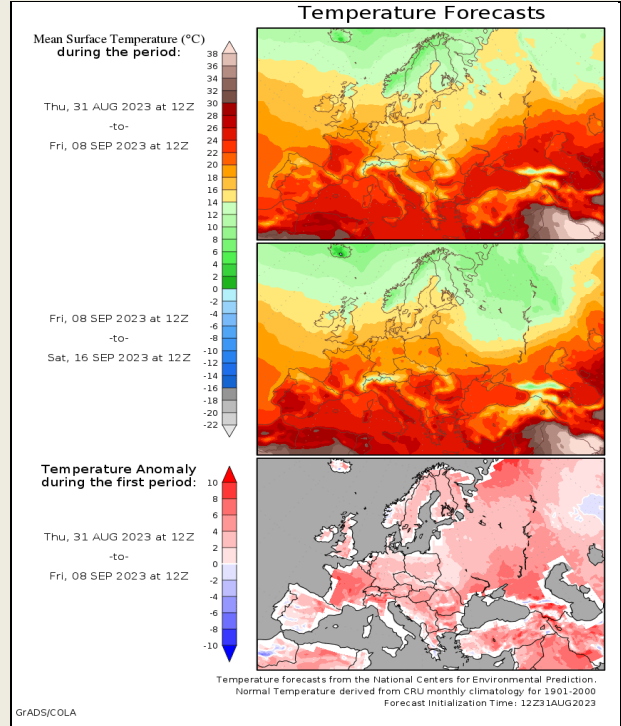 Temperature Forecasts
Mean Surface Temperature (°C)
during the period:
Thu, 31 AUG 2023 at 12Z
-to-
Fri, 08 SEP 2023 at 12Z
38
36
34
32
30
28
26
24
22
20
18
16
14
12
10
8
6
4
2
0
-2
-4
-6
-8
-10
-12
-14
-16
-18
-20
-22
Fri, 08 SEP 2023 at 12Z
-to-
Sat, 16 SEP 2023 at 12Z
Temperature Anomaly
during the first period:
Thu, 31 AUG 2023 at 12Z
-to-
Fri, 08 SEP 2023 at 12Z
10
8
6
4
2
0
-2
-4
-6
-8
-10
Temperature forecasts from the National Centers for Environmental Prediction.
Normal Temperature derived from CRU monthly climatology for 1901-2000
Forecast Initialization Time: 12Z31AUG2023
GrADS/COLA